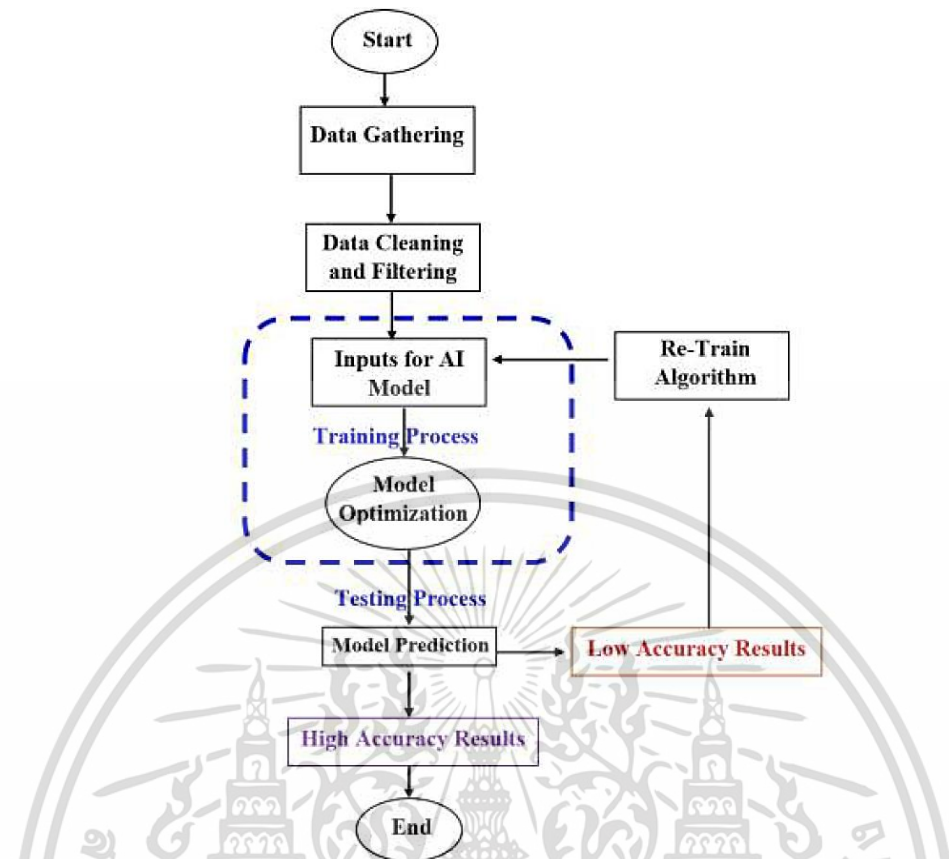 Start
Data Gathering
Data Cleaning
and Filtering
Inputs for AI
Model
Re-Train
Algorithm
Training Process
Model
Optimization
Testing Process
Model Prediction
Low Accuracy Results
High Accuracy Results
End